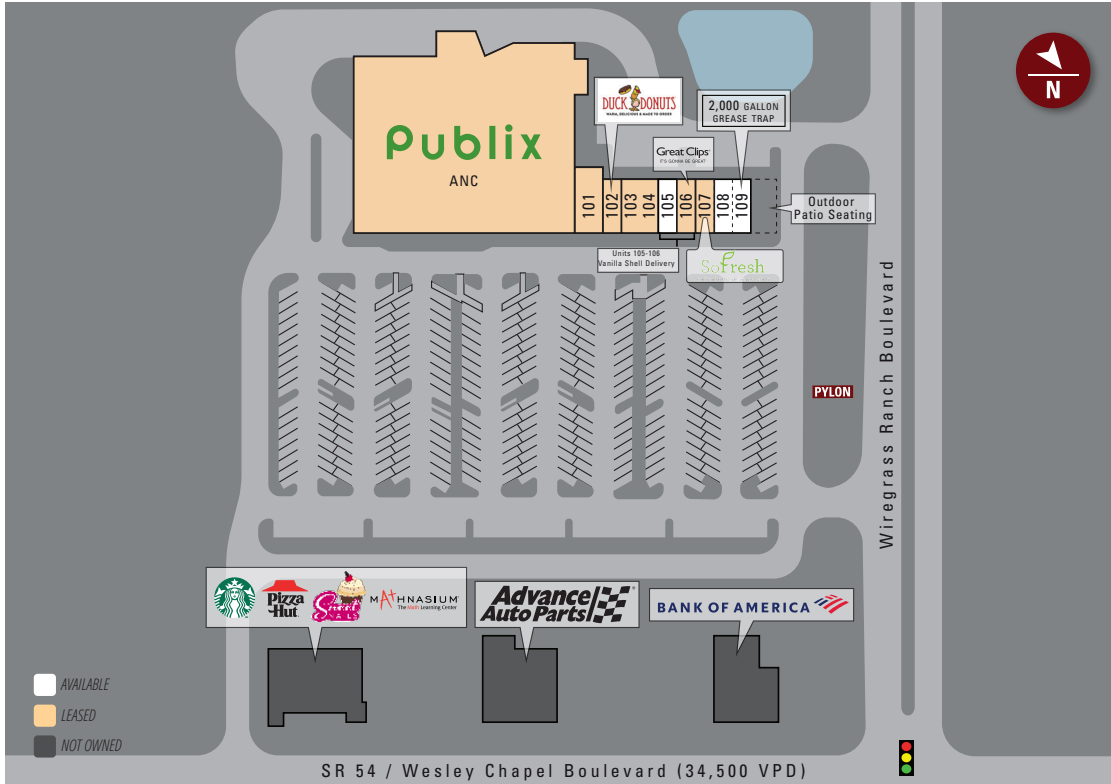 N
DUCK DONUTS
WARM, DELICIOUS & MADE TO ORDER
2,000 GALLON
GREASE TRAP
Publix
ANC
Great Clips
IT'S GONNA BE GREAT
101
102
103
104
105
106
107
108
109
Outdoor
Patio Seating
Units 105-106
Vanilla Shell Delivery
SoFresh
PYLON
Wiregrass Ranch Boulevard
Pizza
Hut
Sweet
NAILS
MATHNASIUM
The Math Learning Center
Advance
Auto Parts
BANK OF AMERICA
AVAILABLE
LEASED
NOT OWNED
SR 54 / Wesley Chapel Boulevard (34,500 VPD)